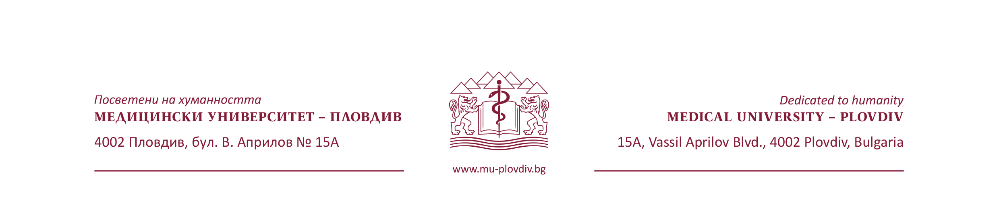 Посветени на хуманността
МЕДИЦИНСКИ УНИВЕРСИТЕТ – ПЛОВДИВ
4002 Пловдив, бул. В. Априлов № 15А
www.mu-plovdiv.bg
Dedicated to humanity
MEDICAL UNIVERSITY – PLOVDIV
15A, Vassil Aprilov Blvd., 4002 Plovdiv, Bulgaria